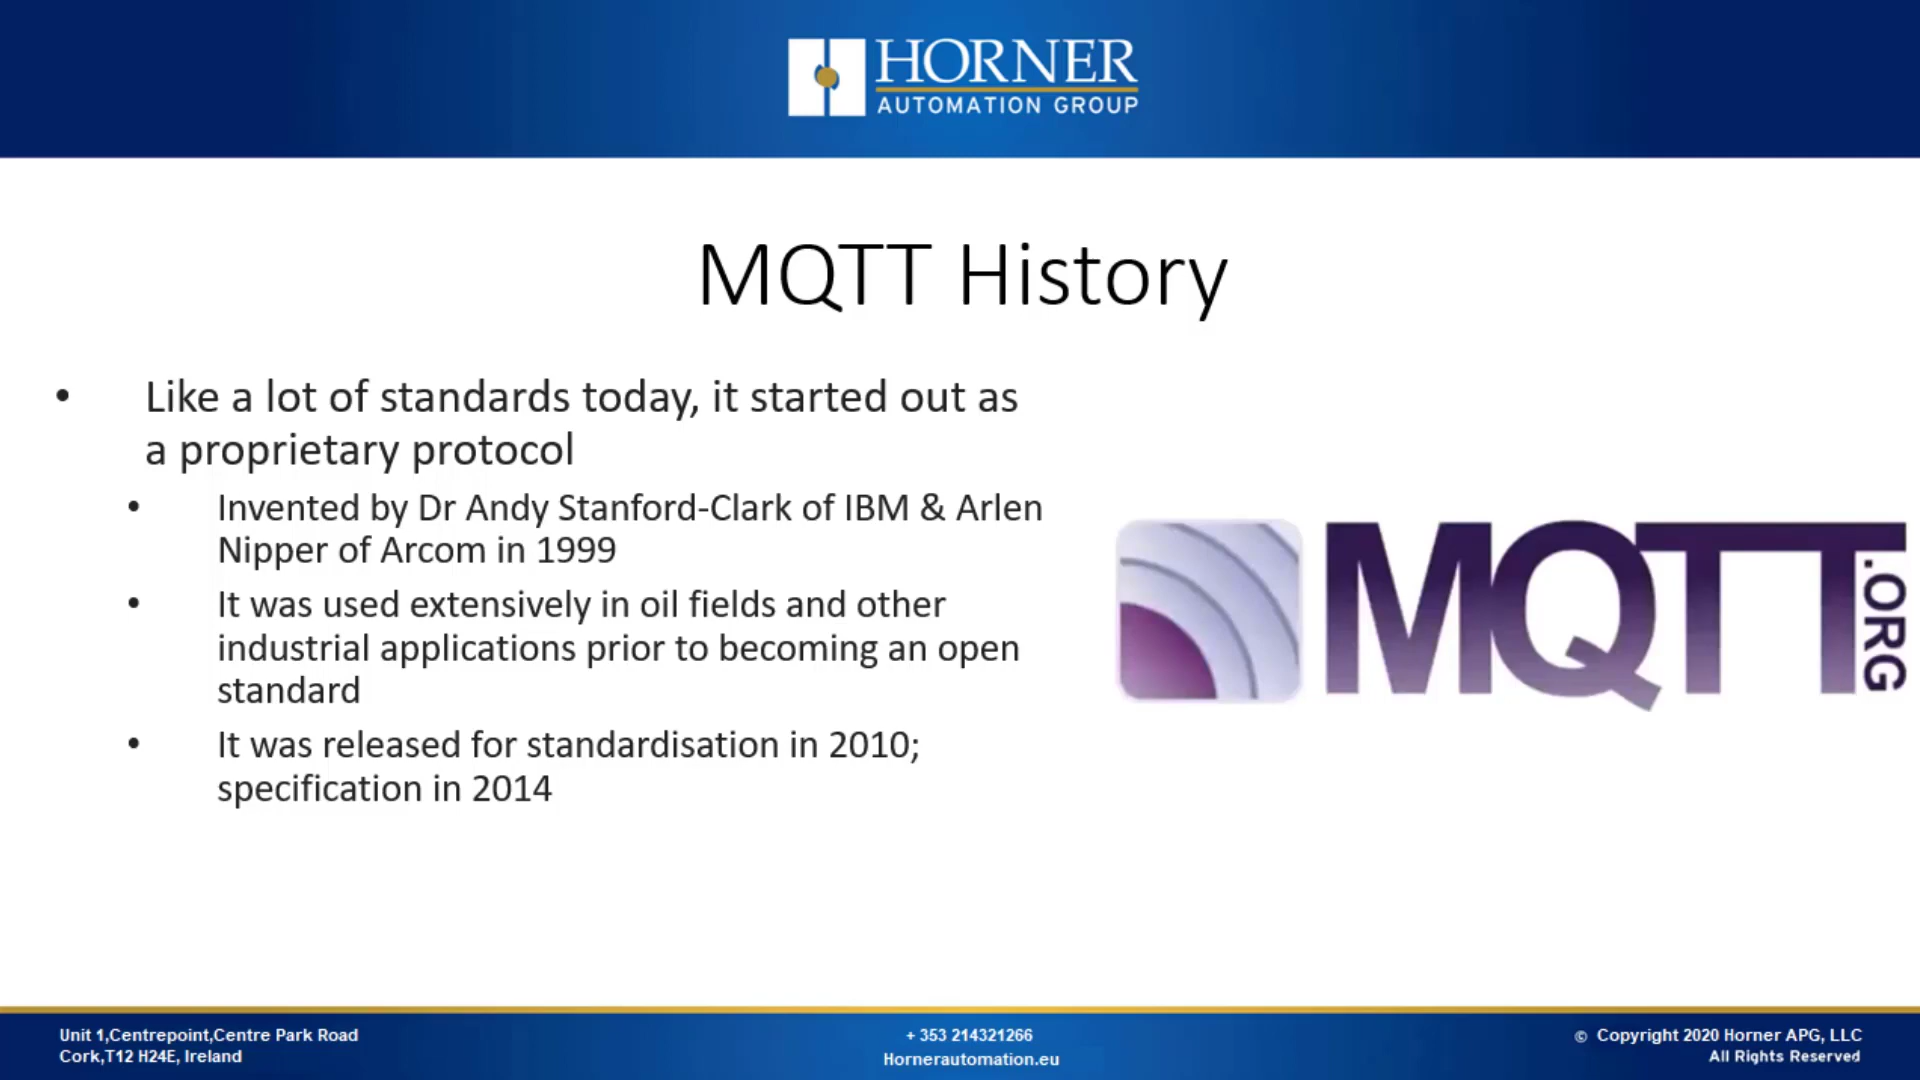 HORNER
AUTOMATION GROUP
MQTT History
• Like a lot of standards today, it started out as
a proprietary protocol
• Invented by Dr Andy Stanford-Clark of IBM & Arlen
Nipper of Arcom in 1999
• It was used extensively in oil fields and other
industrial applications prior to becoming an open
standard
• It was released for standardisation in 2010;
specification in 2014
MQTT.ORG
Unit 1,Centrepoint,Centre Park Road
Cork,T12 H24E, Ireland
+ 353 214321266
Hornerautomation.eu
© Copyright 2020 Horner APG, LLC
All Rights Reserved